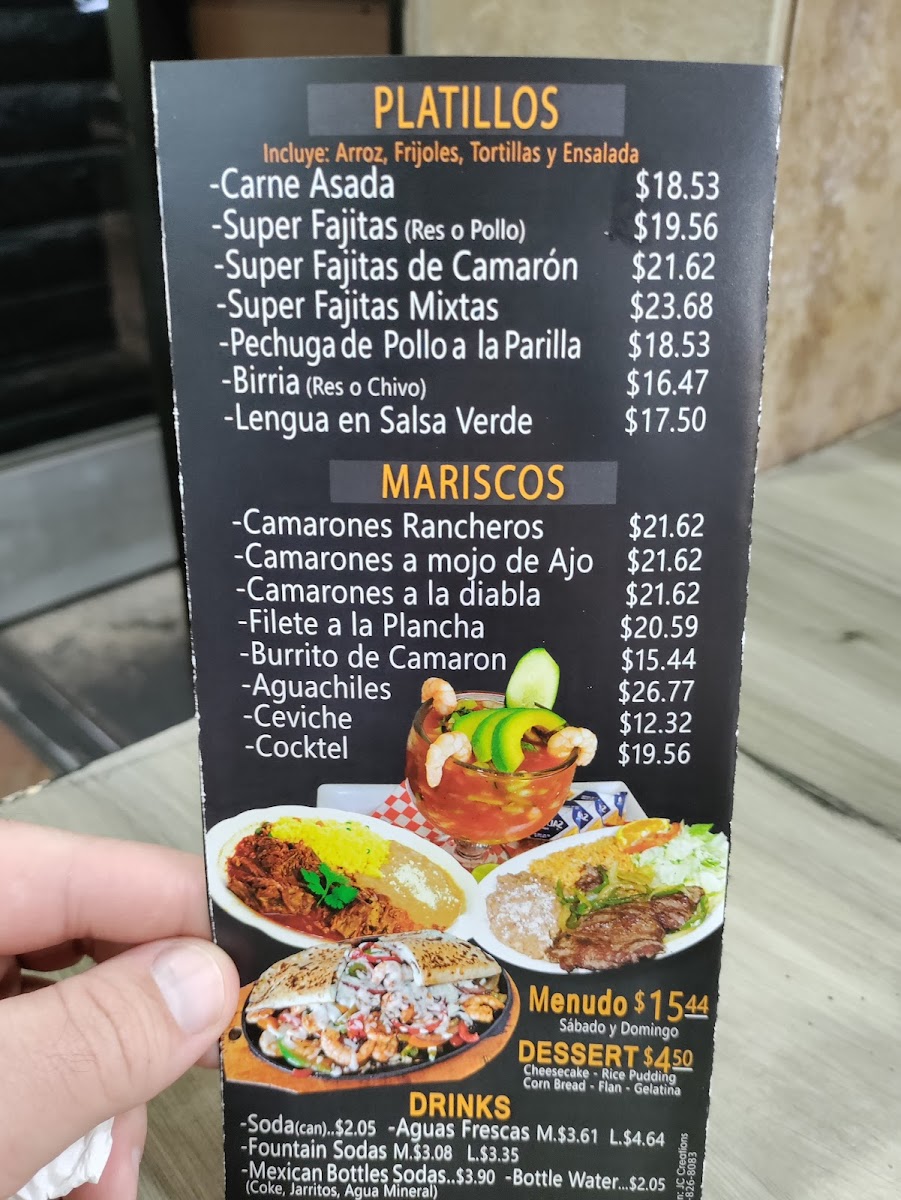 PLATILLOS
Incluye: Arroz, Frijoles, Tortillas y Ensalada
-Carne Asada $18.53
-Super Fajitas (Res o Pollo) $19.56
-Super Fajitas de Camarón $21.62
-Super Fajitas Mixtas $23.68
-Pechuga de Pollo a la Parilla $18.53
-Birria (Res o Chivo) $16.47
-Lengua en Salsa Verde $17.50
MARISCOS
-Camarones Rancheros $21.62
-Camarones a mojo de Ajo $21.62
-Camarones a la diabla $21.62
-Filete a la Plancha $20.59
-Burrito de Camaron $15.44
-Aguachiles $26.77
-Ceviche $12.32
-Cocktel $19.56
Menudo $15.44
Sábado y Domingo
DESSERT $4.50
Cheesecake - Rice Pudding
Corn Bread - Flan - Gelatina
DRINKS
-Soda(can)..$2.05 -Aguas Frescas M.$3.61 L.$4.64
-Fountain Sodas M.$3.08 L.$3.35
-Mexican Bottles Sodas..$3.90 -Bottle Water...$2.05
(Coke, Jarritos, Agua Mineral)
JC Creations
-826-8083